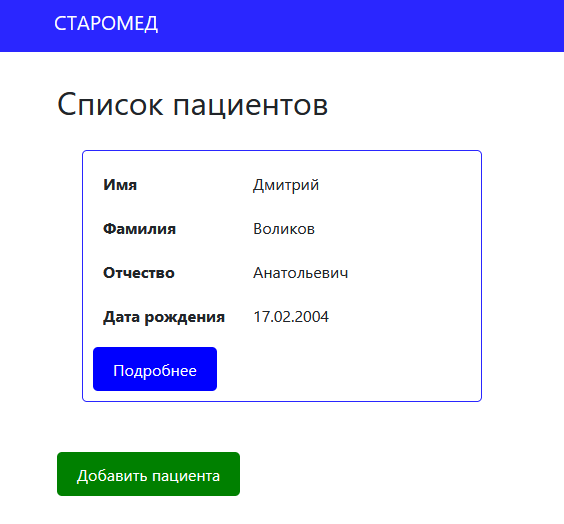 СТАРОМЕД
Список пациентов
Имя Дмитрий
Фамилия Воликов
Отчество Анатольевич
Дата рождения 17.02.2004
Подробнее
Добавить пациента